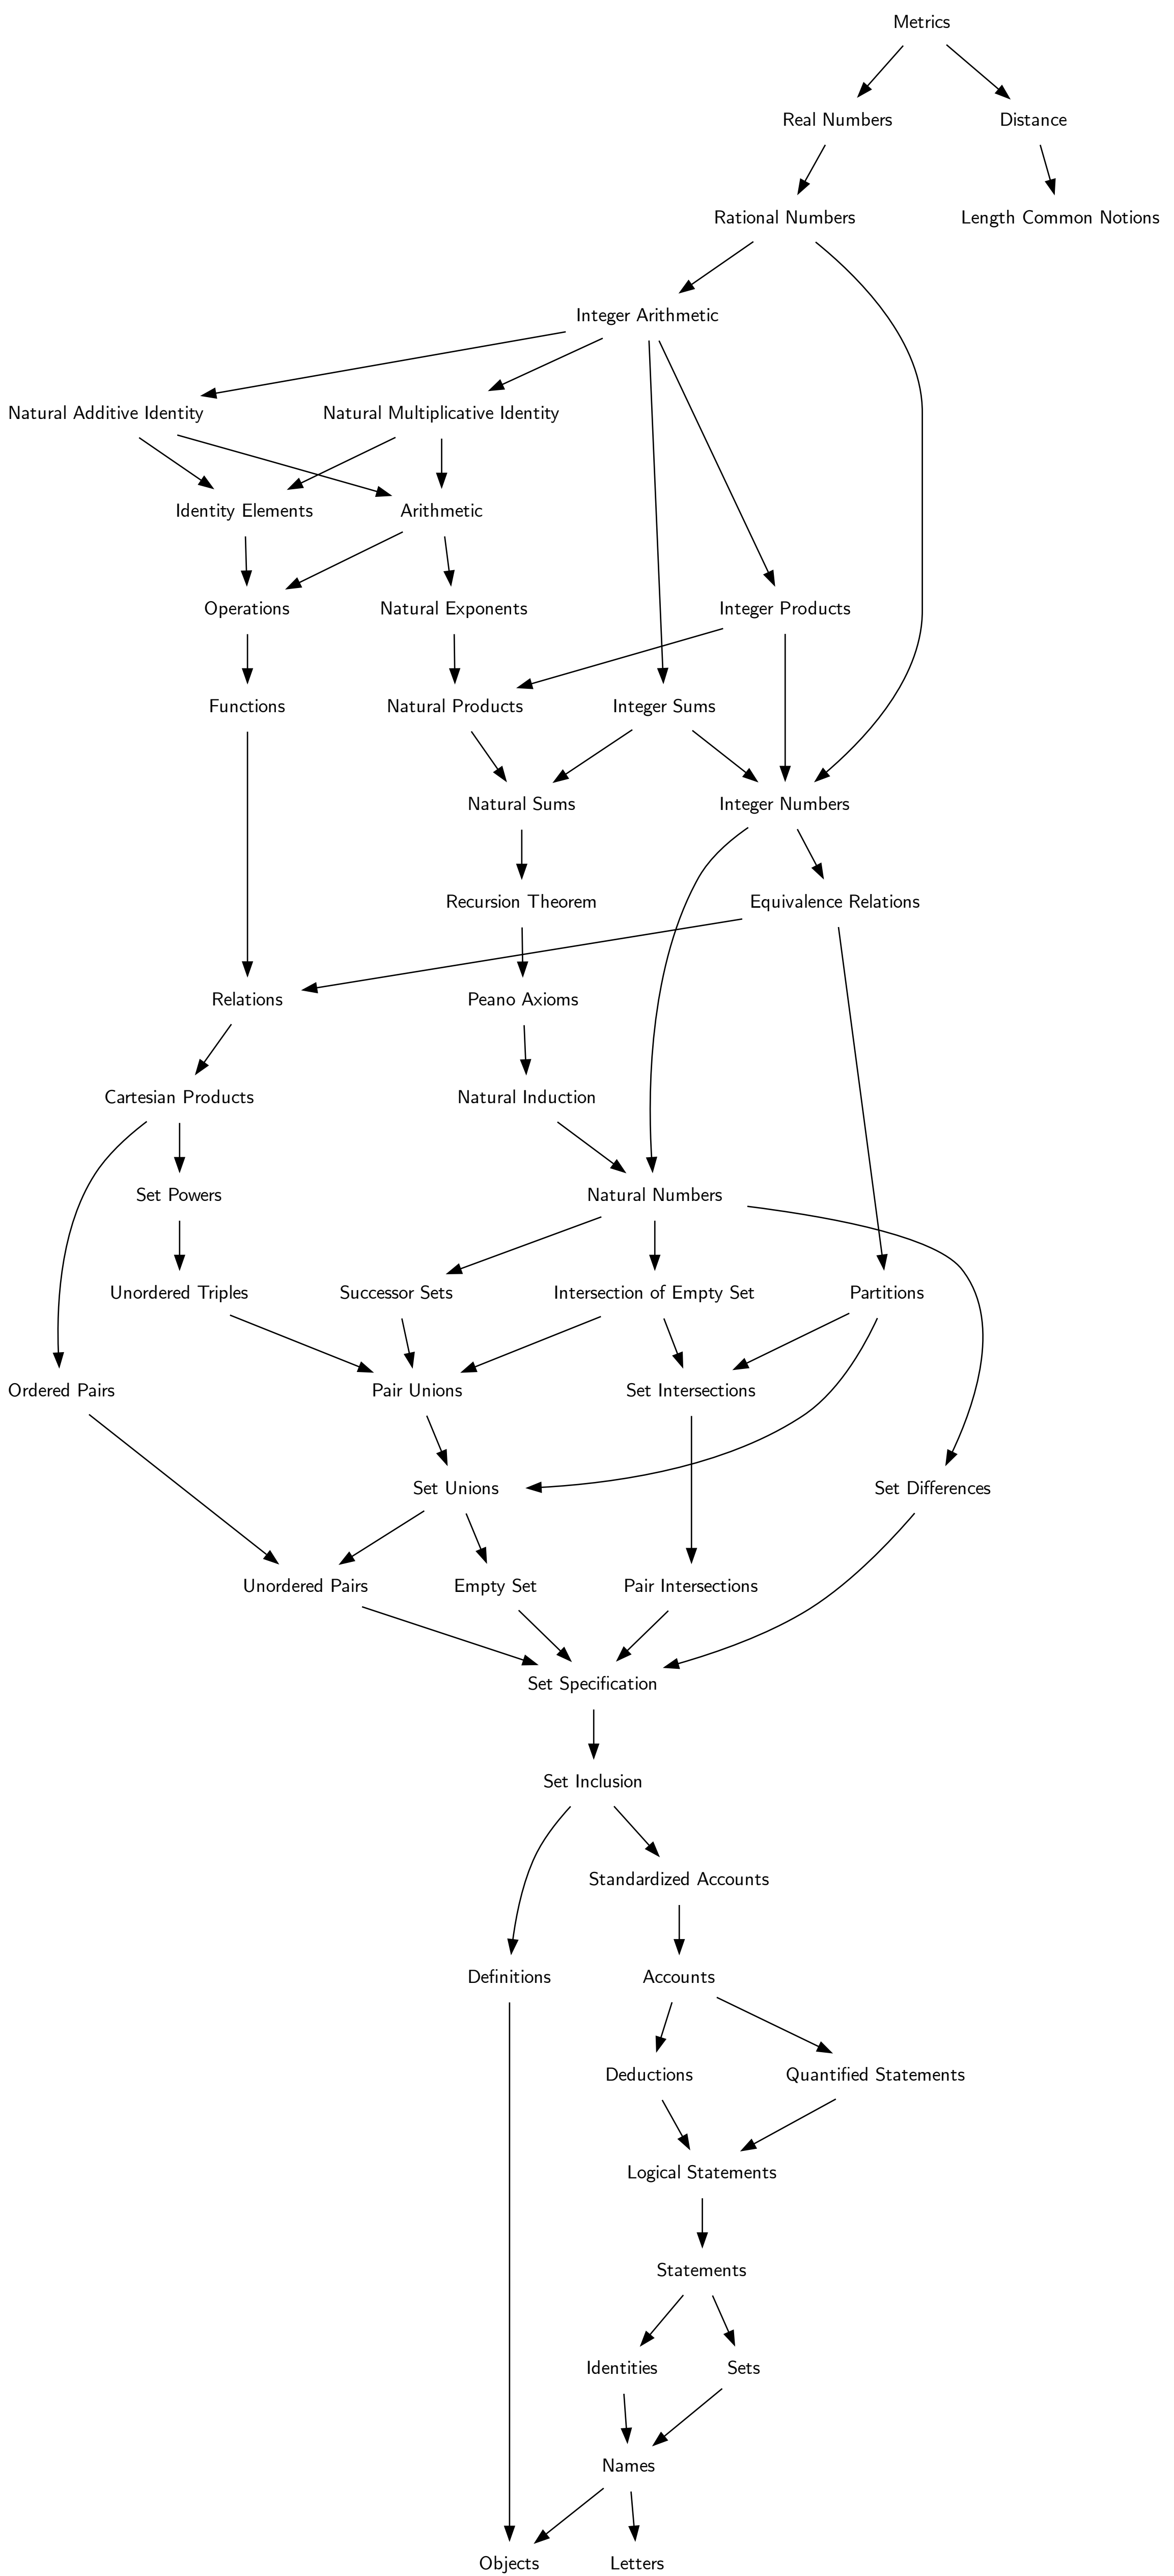 Metrics
Real Numbers
Distance
Rational Numbers
Length Common Notions
Integer Arithmetic
Natural Additive Identity
Natural Multiplicative Identity
Identity Elements
Arithmetic
Operations
Natural Exponents
Integer Products
Functions
Natural Products
Integer Sums
Natural Sums
Integer Numbers
Recursion Theorem
Equivalence Relations
Relations
Peano Axioms
Cartesian Products
Natural Induction
Set Powers
Natural Numbers
Unordered Triples
Successor Sets
Intersection of Empty Set
Partitions
Ordered Pairs
Pair Unions
Set Intersections
Set Unions
Set Differences
Unordered Pairs
Empty Set
Pair Intersections
Set Specification
Set Inclusion
Standardized Accounts
Definitions
Accounts
Deductions
Quantified Statements
Logical Statements
Statements
Identities
Sets
Names
Objects
Letters